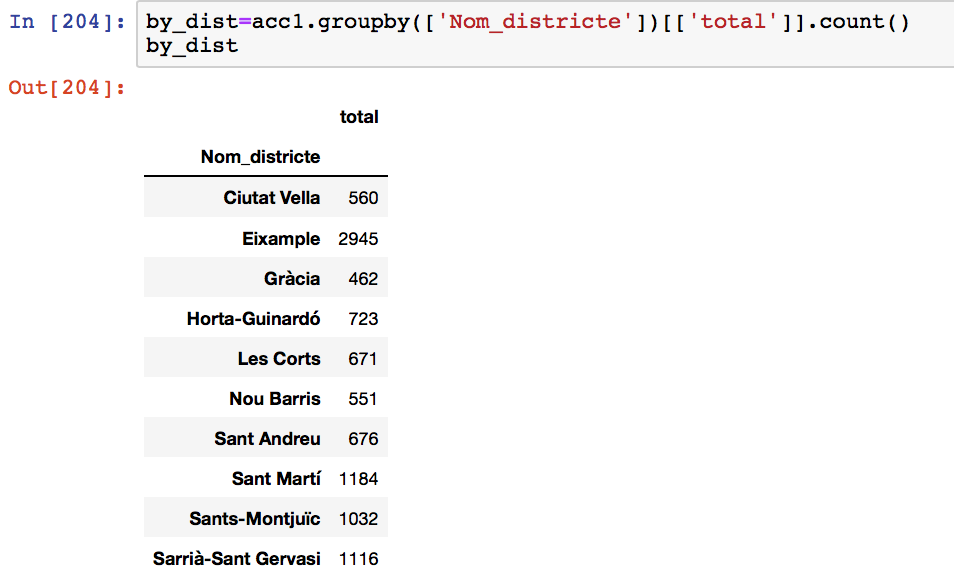 In [204]: by_dist=acc1.groupby(['Nom_districte'])[['total']].count()
by_dist
Out[204]:
total
Nom_districte
Ciutat Vella 560
Eixample 2945
Gràcia 462
Horta-Guinardó 723
Les Corts 671
Nou Barris 551
Sant Andreu 676
Sant Martí 1184
Sants-Montjuïc 1032
Sarrià-Sant Gervasi 1116